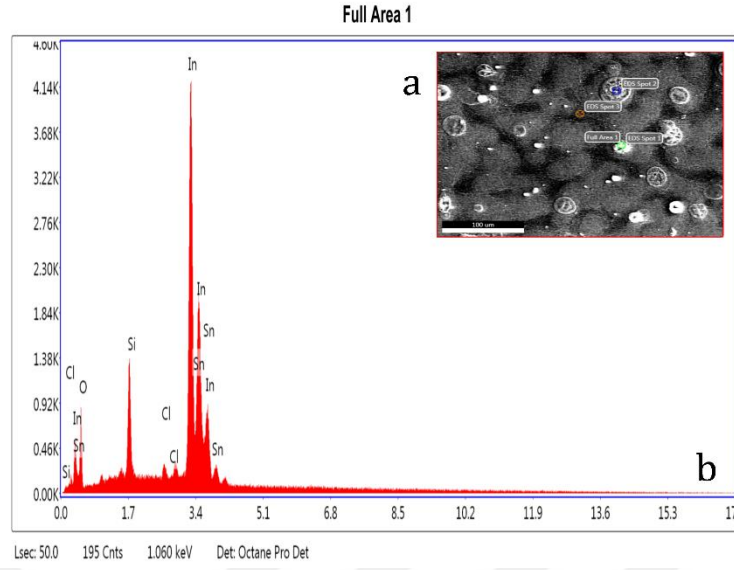 Full Area 1
4.60K
4.14K
3.68K
3.22K
2.76K
2.30K
1.84K
1.38K
0.92K
0.46K
0.00K
In
In
Sn
Sn
In
Sn
Si
Cl
Cl
Cl
O
In
Sn
Si
a
EDS Spot 2
EDS Spot 3
Full Area 1
EDS Spot 1
100 um
b
0.0 1.7 3.4 5.1 6.8 8.5 10.2 11.9 13.6 15.3
Lsec: 50.0 195 Cnts 1.060 keV Det: Octane Pro Det